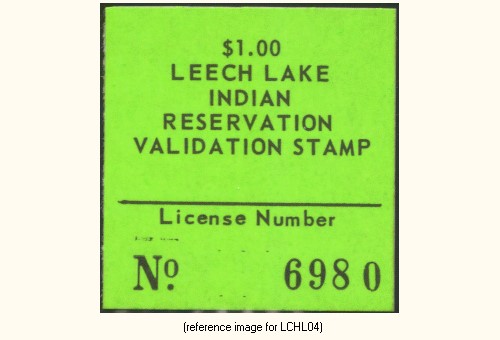 $1.00
LEECH LAKE
INDIAN
RESERVATION
VALIDATION STAMP
License Number
Nº 6980
(reference image for LCHL04)